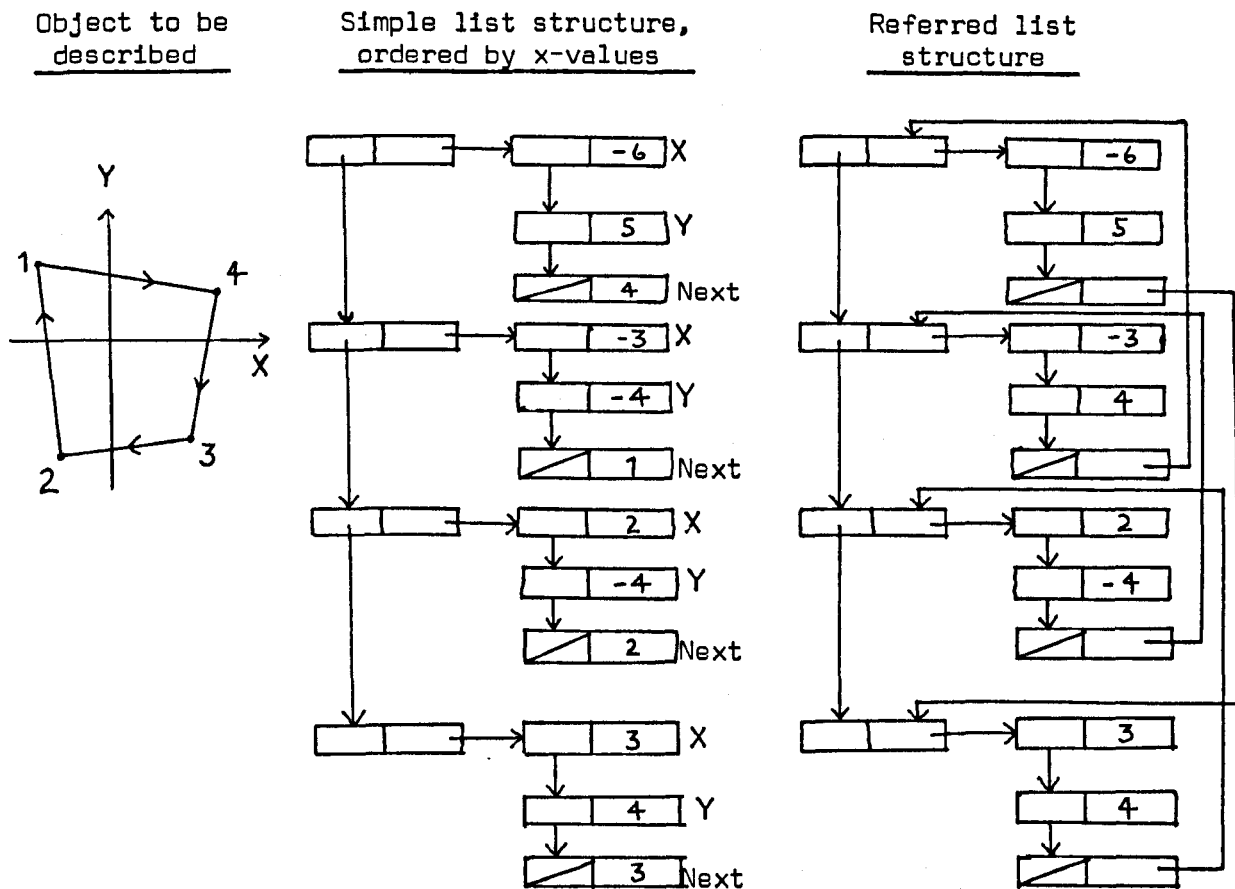 Object to be
described
Simple list structure,
ordered by x-values
Referred list
structure
Y
X
1
4
3
2
-6 X
5 Y
4 Next
-3 X
-4 Y
1 Next
2 X
-4 Y
2 Next
3 X
4 Y
3 Next
-6
5
-3
4
2
-4
3
4